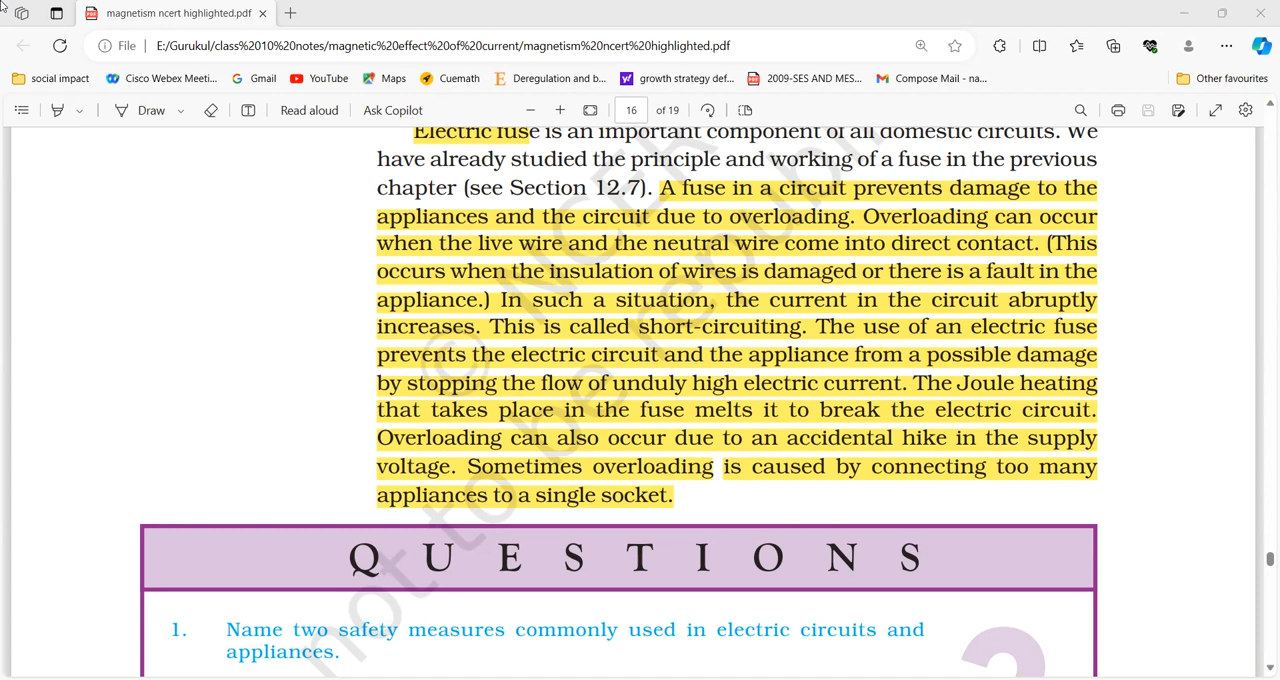 magnetism ncert highlighted.pdf
File E:/Gurukul/class%2010%20notes/magnetic%20effect%20of%20current/magnetism%20ncert%20highlighted.pdf
social impact Cisco Webex Meeti... Gmail YouTube Maps Cuemath Deregulation and b... growth strategy def... 2009-SES AND MES... Compose Mail - na... Other favourites
Draw Read aloud Ask Copilot 16 of 19
Electric fuse is an important component of all domestic circuits. We
have already studied the principle and working of a fuse in the previous
chapter (see Section 12.7). A fuse in a circuit prevents damage to the
appliances and the circuit due to overloading. Overloading can occur
when the live wire and the neutral wire come into direct contact. (This
occurs when the insulation of wires is damaged or there is a fault in the
appliance.) In such a situation, the current in the circuit abruptly
increases. This is called short-circuiting. The use of an electric fuse
prevents the electric circuit and the appliance from a possible damage
by stopping the flow of unduly high electric current. The Joule heating
that takes place in the fuse melts it to break the electric circuit.
Overloading can also occur due to an accidental hike in the supply
voltage. Sometimes overloading is caused by connecting too many
appliances to a single socket.
QUESTIONS
1. Name two safety measures commonly used in electric circuits and
appliances.
© NCER
not to be republi